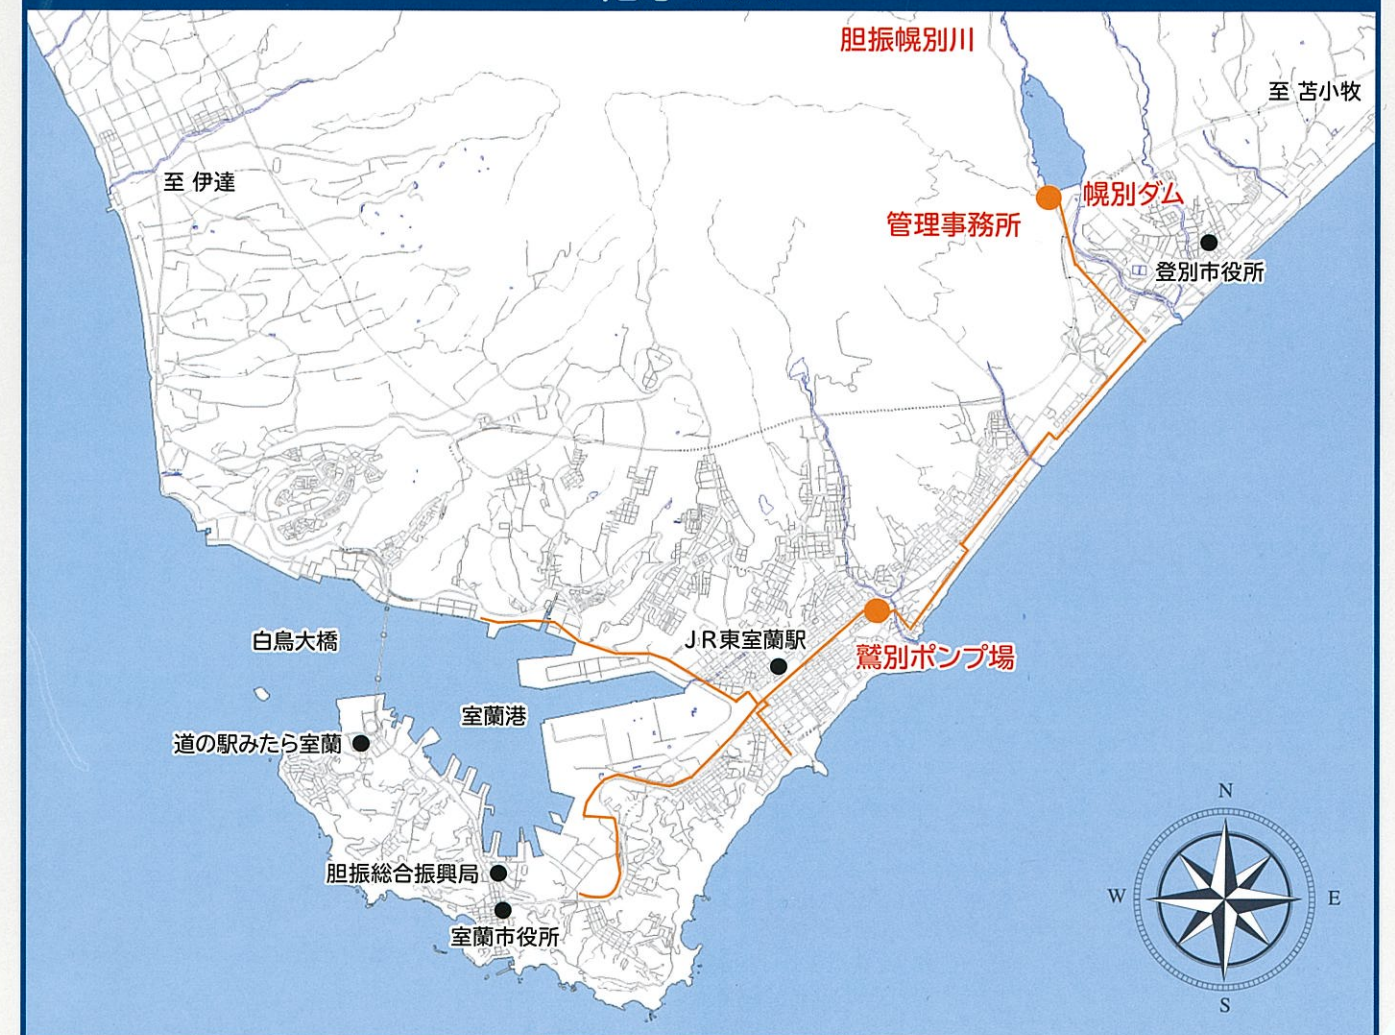 胆振幌別川
至 苫小牧
至 伊達
幌別ダム
管理事務所
登別市役所
白鳥大橋
JR東室蘭駅
鷲別ポンプ場
室蘭港
道の駅みたら室蘭
胆振総合振興局
室蘭市役所
N
W
E
S